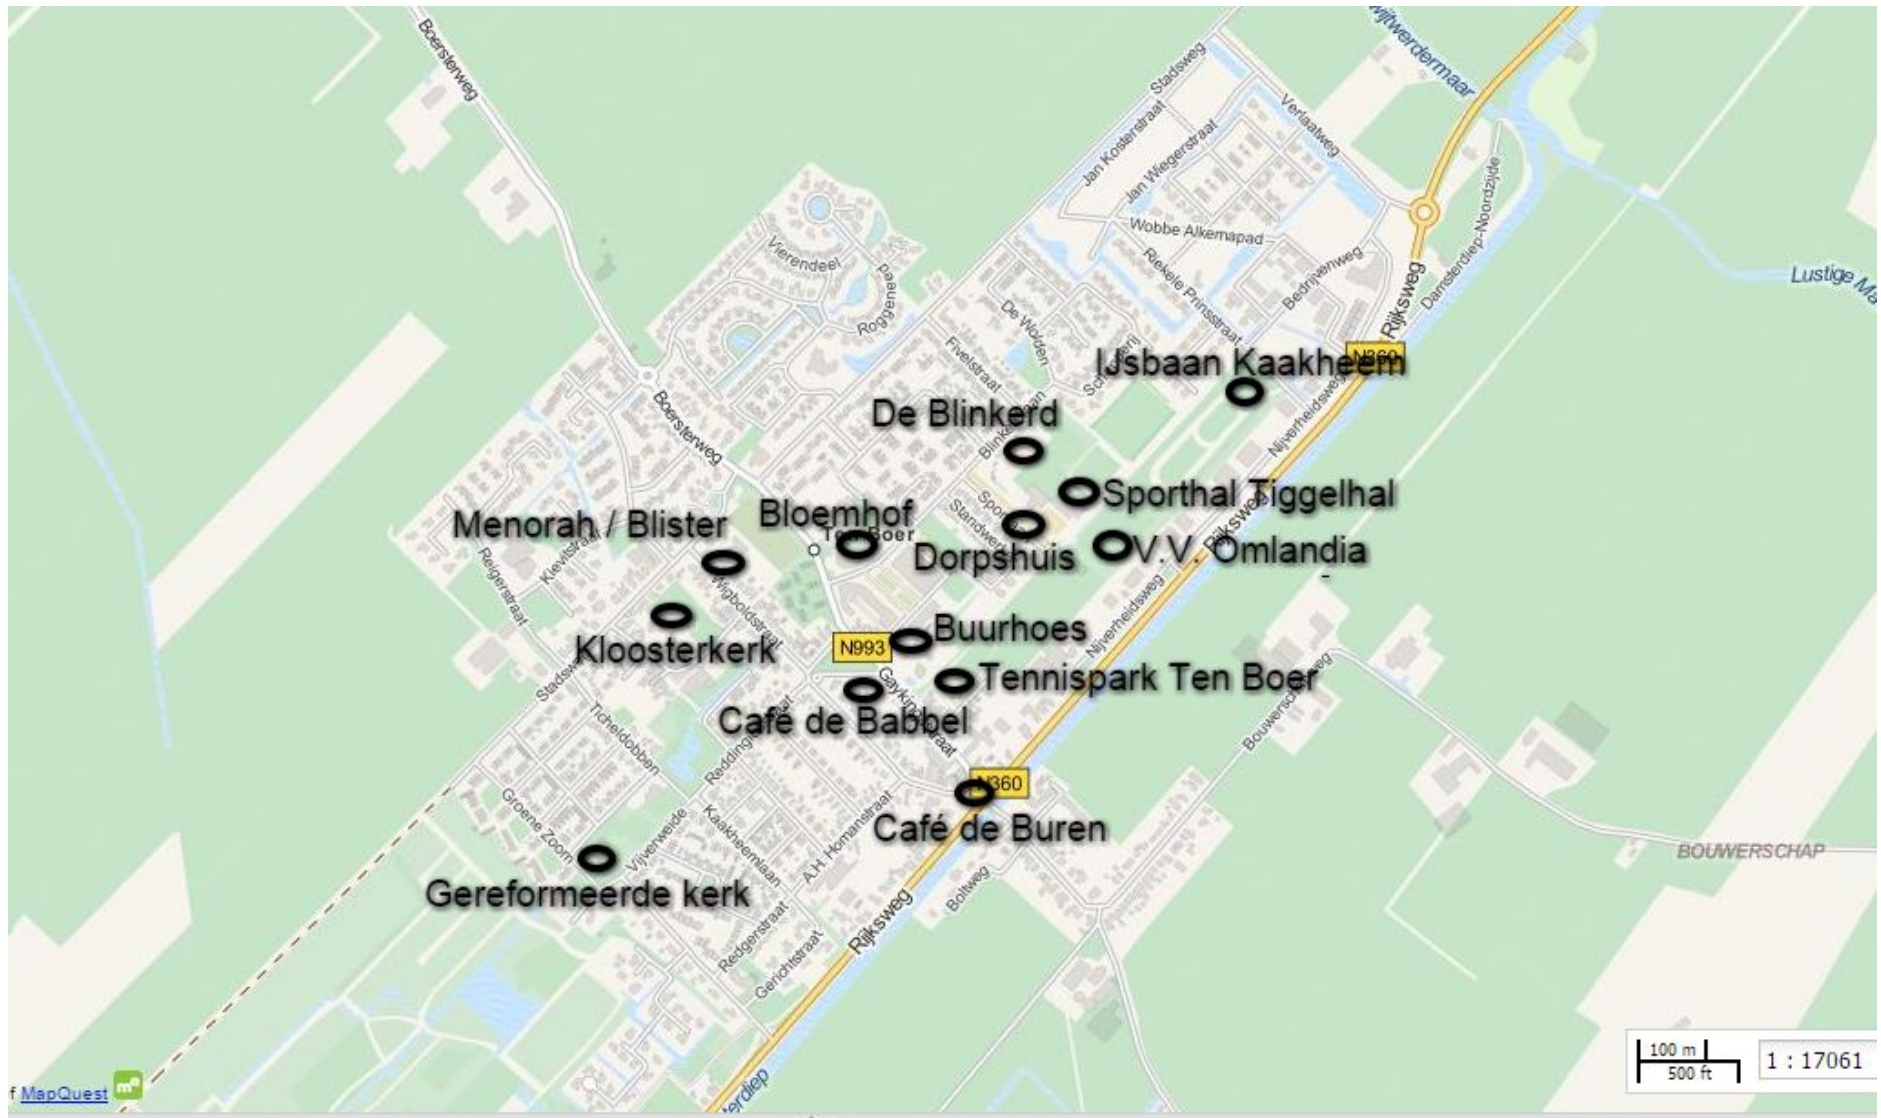 Boersterweg
wijtwerdermaar
Stadsweg
Verlaatweg
Jan Kosterstraat
Jan Wiegerstraat
Damsterdiep-Noordzijde
Wobbe Alkemapad
Vierendeel
Roggeneed
Riekele Prinsstraat
Bedrijvenweg
Lustige Ma
Rijksweg
De Wolden
Fivelstraat
IJsbaan Kaakheem
N360
Boersterweg
De Blinkerd
Nijverheidsweg
Sporthal Tiggelhal
Menorah / Blister
Bloemhof
Ten Boer
Dorpshuis
V.V. Omlandia
Rijksweg
Kievitstraat
Reigerstraat
Wigboldstraat
Nijverheidsweg
Kloosterkerk
N993
Buurhoes
Tennispark Ten Boer
Café de Babbel
Ticheldobben
N360
Café de Buren
Groene Zoom
Vijverweide
Kaakheemlaan
A.H. Homanstraat
BOUWERSCHAP
Boltweg
Gereformeerde kerk
Rijksweg
Redgerstraat
Gerichtstraat
100 m
500 ft
1 : 17061
f MapQuest
terdiep